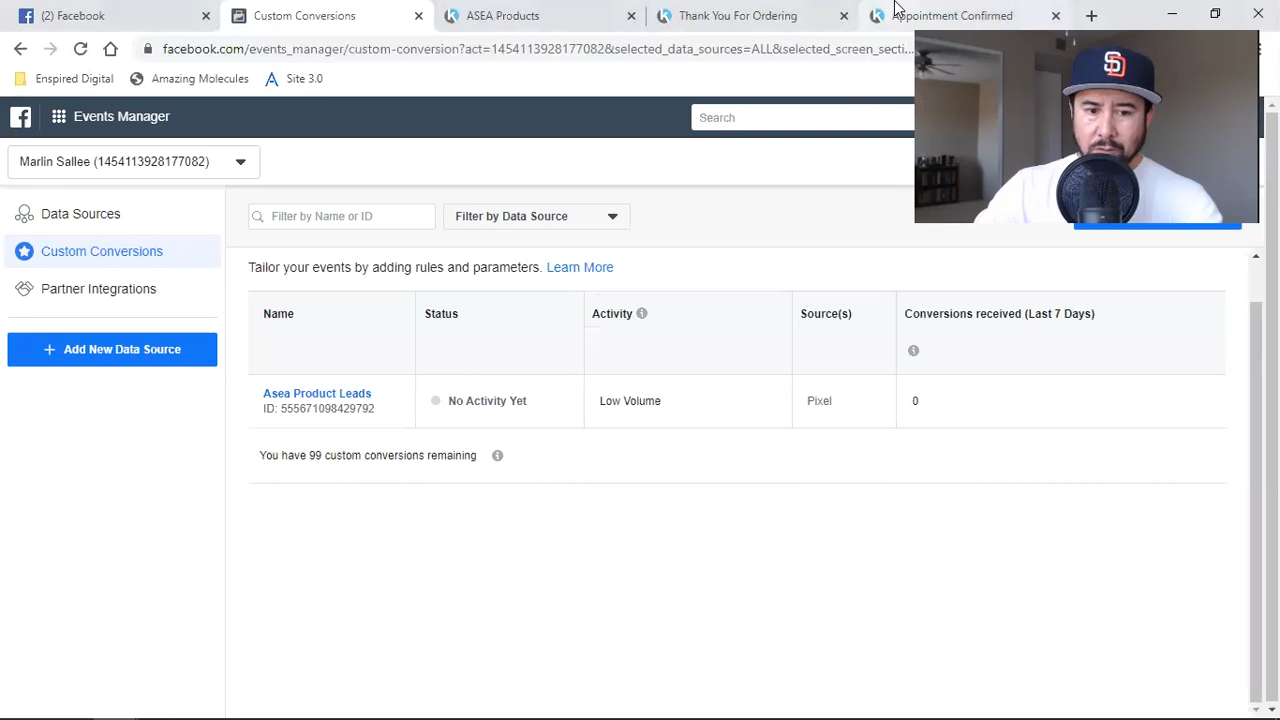 (2) Facebook
Custom Conversions
ASEA Products
Thank You For Ordering
Appointment Confirmed
facebook.com/events_manager/custom-conversion?act=1454113928177082&selected_data_sources=ALL&selected_screen_secti...
Enspired Digital
Amazing Molecules
Site 3.0
Events Manager
Search
Marlin Sallee (1454113928177082)
Data Sources
Custom Conversions
Partner Integrations
+ Add New Data Source
Filter by Name or ID
Filter by Data Source
Tailor your events by adding rules and parameters. Learn More
Name
Status
Activity
Source(s)
Conversions received (Last 7 Days)
Asea Product Leads
ID: 555671098429792
No Activity Yet
Low Volume
Pixel
0
You have 99 custom conversions remaining
SD